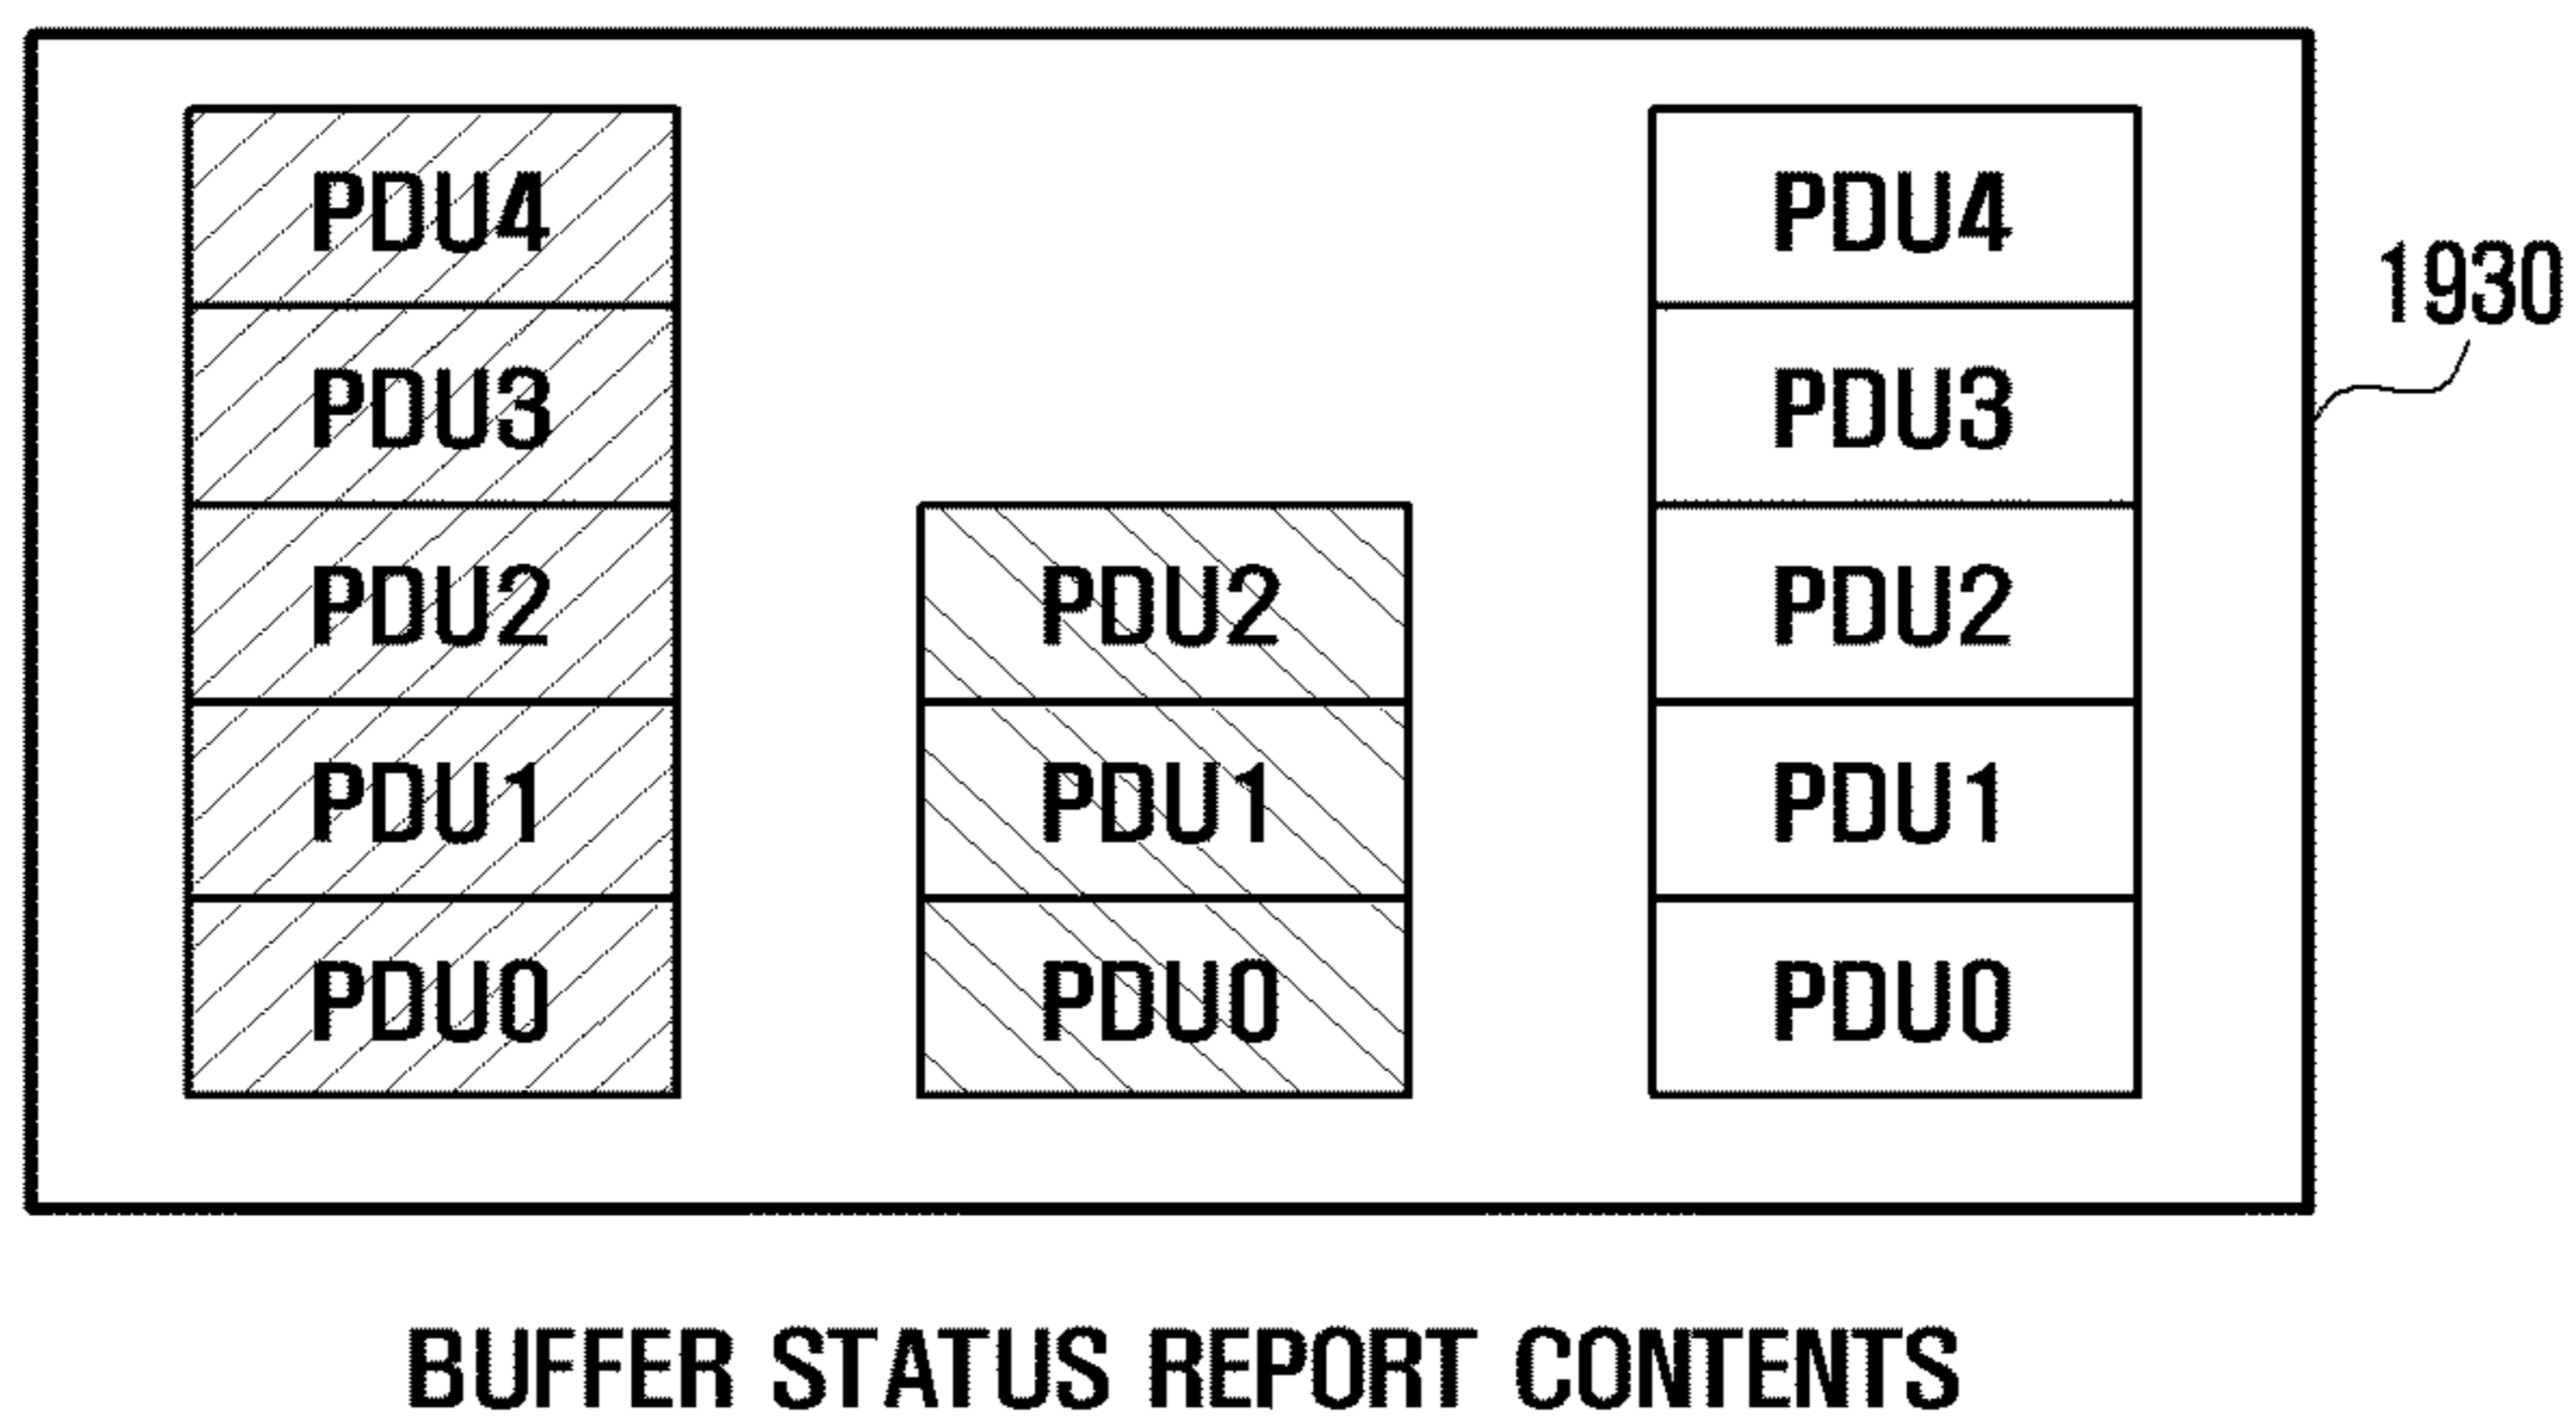 PDU4 PDU4
1930
PDU3 PDU3
PDU2 PDU2 PDU2
PDU1 PDU1 PDU1
PDU0 PDU0 PDU0
BUFFER STATUS REPORT CONTENTS